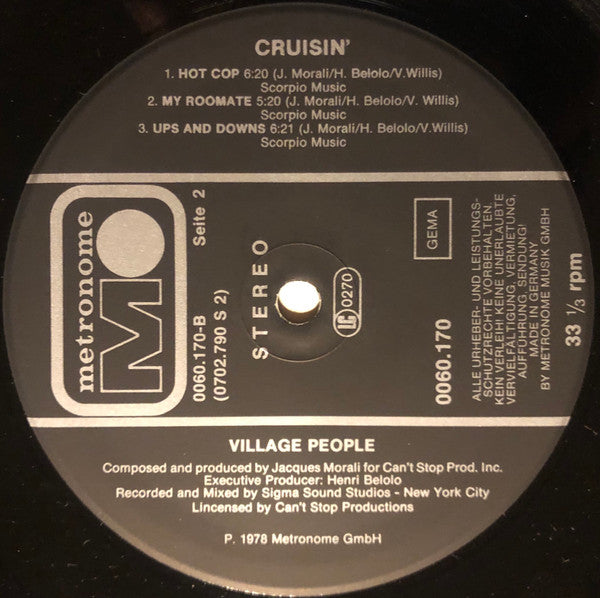 CRUISIN'
1. HOT COP 6:20 (J. Morali/H. Belolo/V. Willis)
Scorpio Music
2. MY ROOMATE 5:20 (J. Morali/H. Belolo/V. Willis)
Scorpio Music
3. UPS AND DOWNS 6:21 (J. Morali/H. Belolo/V. Willis)
Scorpio Music
metronome
MO
Seite 2
0060.170-B
(0702.790 S 2)
STEREO
LC 0270
GEMA
0060.170
ALLE URHEBER- UND LEISTUNGS-
SCHUTZRECHTE VORBEHALTEN.
KEIN VERLEIH! KEINE UNERLAUBTE
VERVIELFÄLTIGUNG, VERMIETUNG,
AUFFÜHRUNG, SENDUNG!
MADE IN GERMANY
BY METRONOME MUSIK GMBH
33 1/3 rpm
VILLAGE PEOPLE
Composed and produced by Jacques Morali for Can't Stop Prod. Inc.
Executive Producer: Henri Belolo
Recorded and Mixed by Sigma Sound Studios - New York City
Lincensed by Can't Stop Productions
P. 1978 Metronome GmbH